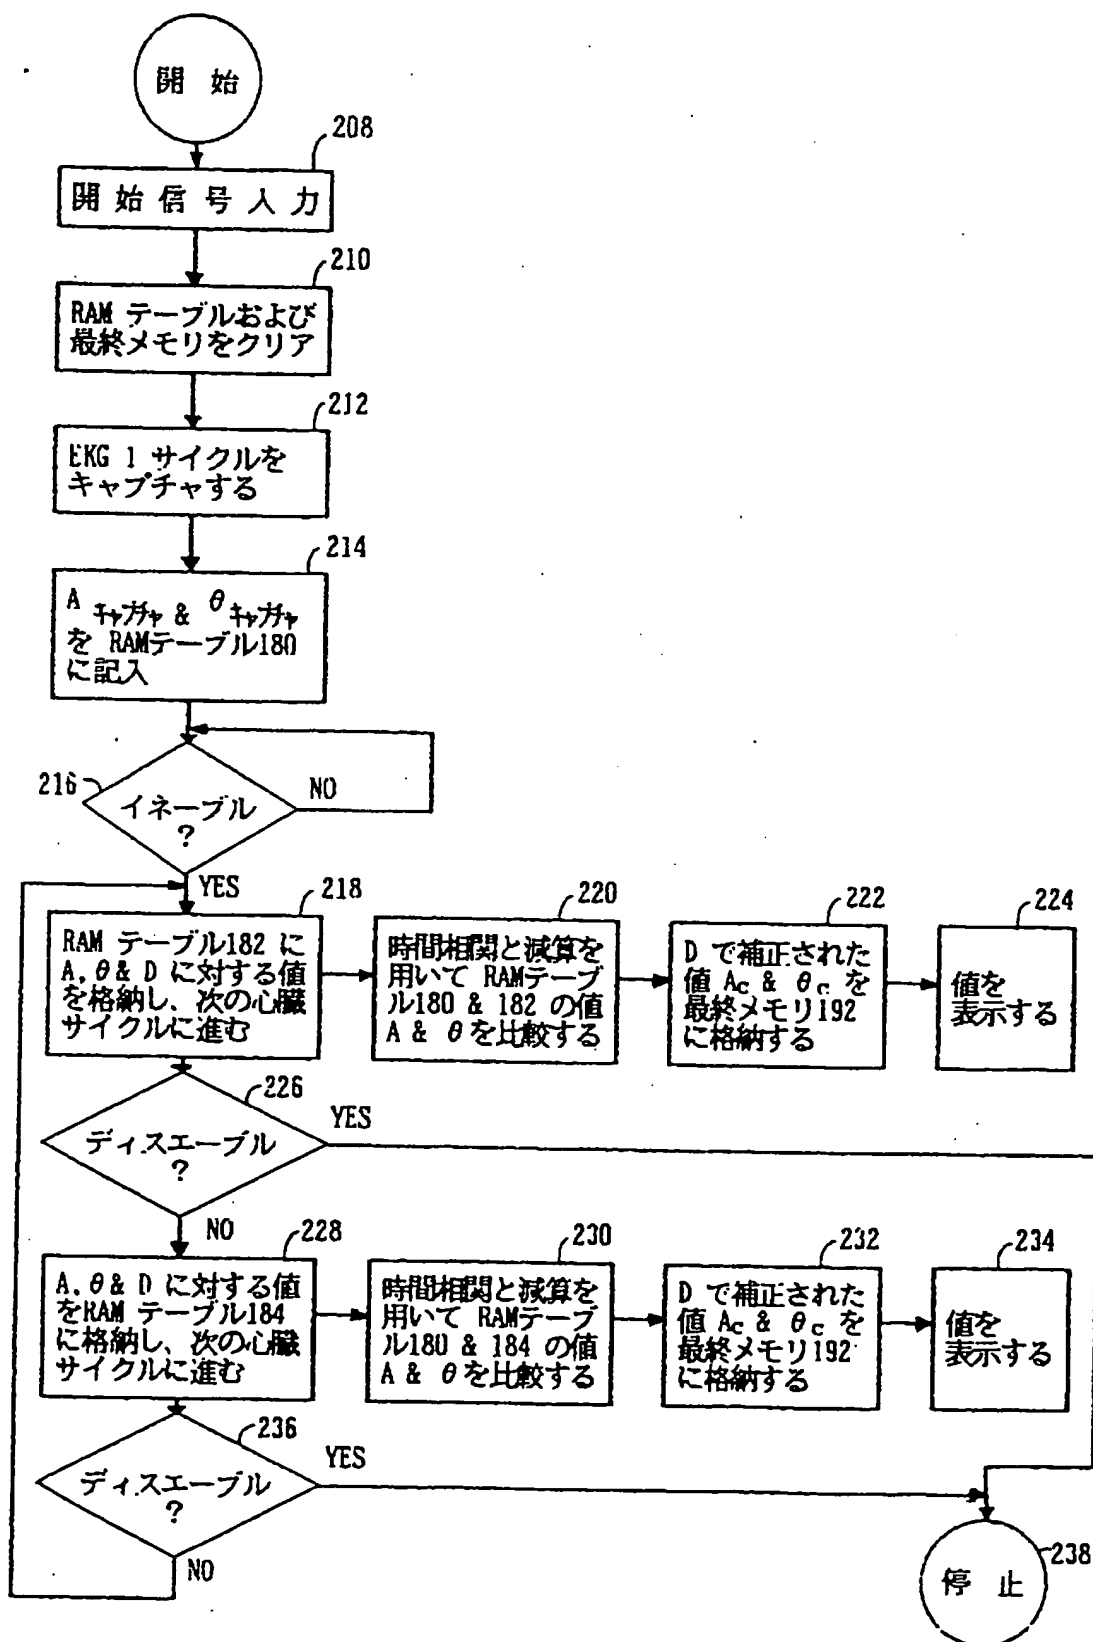 開 始
208
開始信号入力
210
RAM テーブルおよび
最終メモリをクリア
212
EKG 1 サイクルを
キャプチャする
214
A キャプチャ & θ キャプチャ
を RAMテーブル180
に記入
216
イネーブル
?
NO
YES
218
RAM テーブル182 に
A, θ & D に対する値
を格納し、次の心臓
サイクルに進む
220
時間相関と減算を
用いて RAMテーブ
ル180 & 182 の値
A & θ を比較する
222
D で補正された
値 Ac & θc を
最終メモリ192
に格納する
224
値を
表示する
226
ディスエーブル
?
YES
NO
228
A, θ & D に対する値
をRAM テーブル184
に格納し、次の心臓
サイクルに進む
230
時間相関と減算を
用いて RAMテーブ
ル180 & 184 の値
A & θ を比較する
232
D で補正された
値 Ac & θc を
最終メモリ192
に格納する
234
値を
表示する
236
ディスエーブル
?
YES
NO
238
停 止